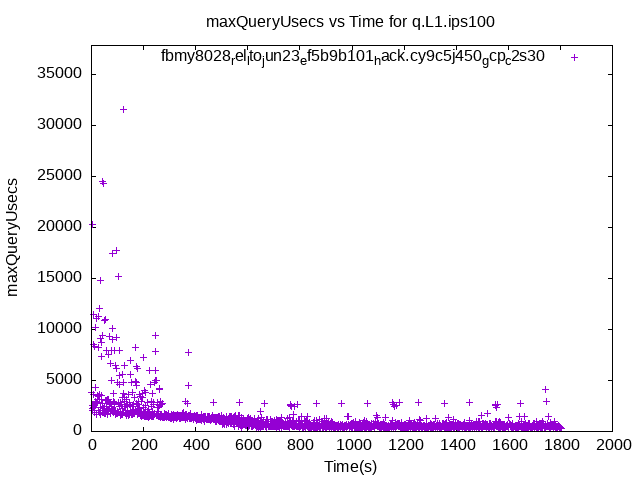 maxQueryUsecs vs Time for q.L1.ips100
fbmy8028relltojun23ef5b9b101hack.cy9c5j450gcpc2s30
35000
30000
25000
20000
15000
10000
5000
0
maxQueryUsecs
0 200 400 600 800 1000 1200 1400 1600 1800 2000
Time(s)